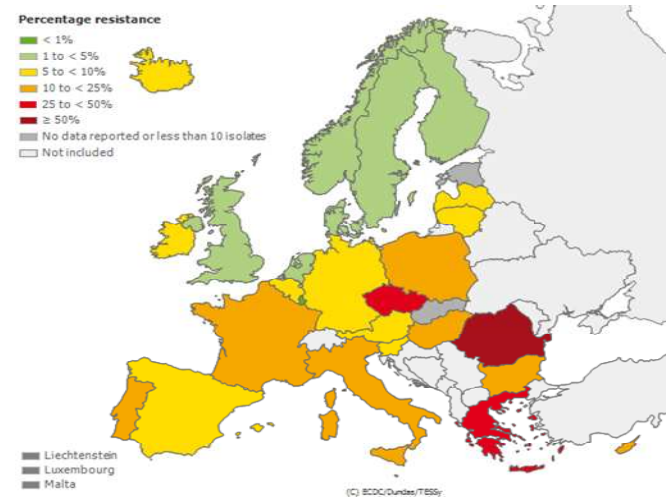 Percentage resistance
< 1%
1 to < 5%
5 to < 10%
10 to < 25%
25 to < 50%
≥ 50%
No data reported or less than 10 isolates
Not included
Liechtenstein
Luxembourg
Malta
(C) ECDC/Dundas/TESSy